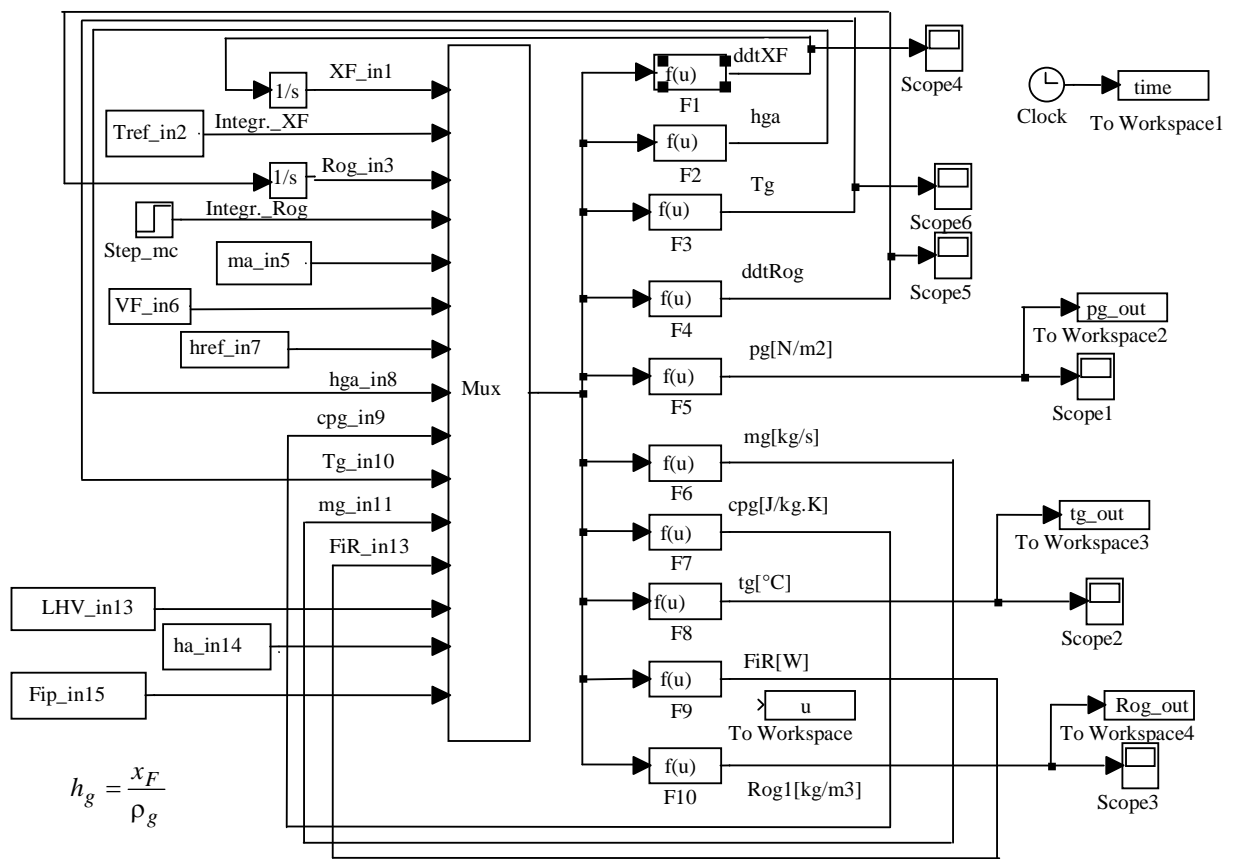 ddtXF
f(u)
F1
Scope4
XF_in1
1/s
Integr._XF
Tref_in2
Clock
time
To Workspace1
hga
f(u)
F2
Rog_in3
1/s
Integr._Rog
Tg
f(u)
F3
Scope6
Step_mc
ma_in5
ddtRog
f(u)
F4
Scope5
VF_in6
pg_out
To Workspace2
href_in7
pg[N/m2]
f(u)
F5
Scope1
hga_in8
Mux
cpg_in9
mg[kg/s]
f(u)
F6
Tg_in10
cpg[J/kg.K]
f(u)
F7
mg_in11
tg_out
To Workspace3
FiR_in13
tg[°C]
f(u)
F8
Scope2
LHV_in13
ha_in14
FiR[W]
f(u)
F9
Fip_in15
u
To Workspace
Rog_out
To Workspace4
f(u)
F10
Rog1[kg/m3]
Scope3
h_g = x_F / ρ_g